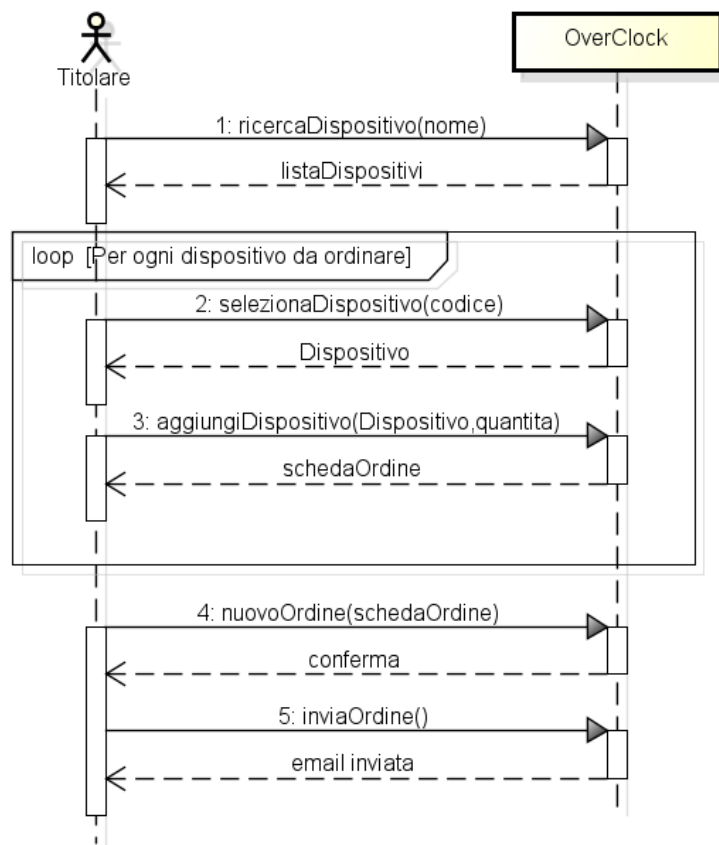 Titolare
OverClock
1: ricercaDispositivo(nome)
listaDispositivi
loop [Per ogni dispositivo da ordinare]
2: selezionaDispositivo(codice)
Dispositivo
3: aggiungiDispositivo(Dispositivo,quantita)
schedaOrdine
4: nuovoOrdine(schedaOrdine)
conferma
5: inviaOrdine()
email inviata